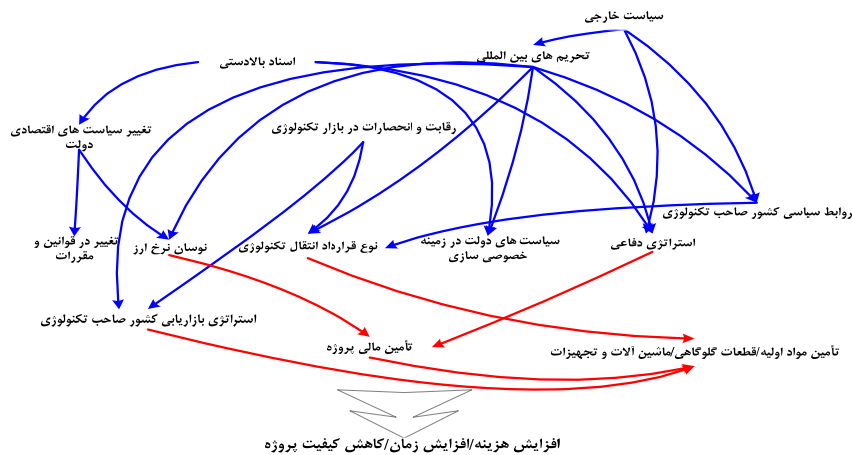 سیاست خارجی
تحریم های بین المللی
اسناد بالادستی
تغییر سیاست های اقتصادی
دولت
رقابت و انحصارات در بازار تکنولوژی
روابط سیاسی کشور صاحب تکنولوژی
تغییر در قوانین و
مقررات
نوسان نرخ ارز
نوع قرارداد انتقال تکنولوژی
سیاست های دولت در زمینه
خصوصی سازی
استراتژی دفاعی
استراتژی بازاریابی کشور صاحب تکنولوژی
تأمین مالی پروژه
تأمین مواد اولیه/قطعات گلوگاهی/ماشین آلات و تجهیزات
افزایش هزینه/افزایش زمان/کاهش کیفیت پروژه